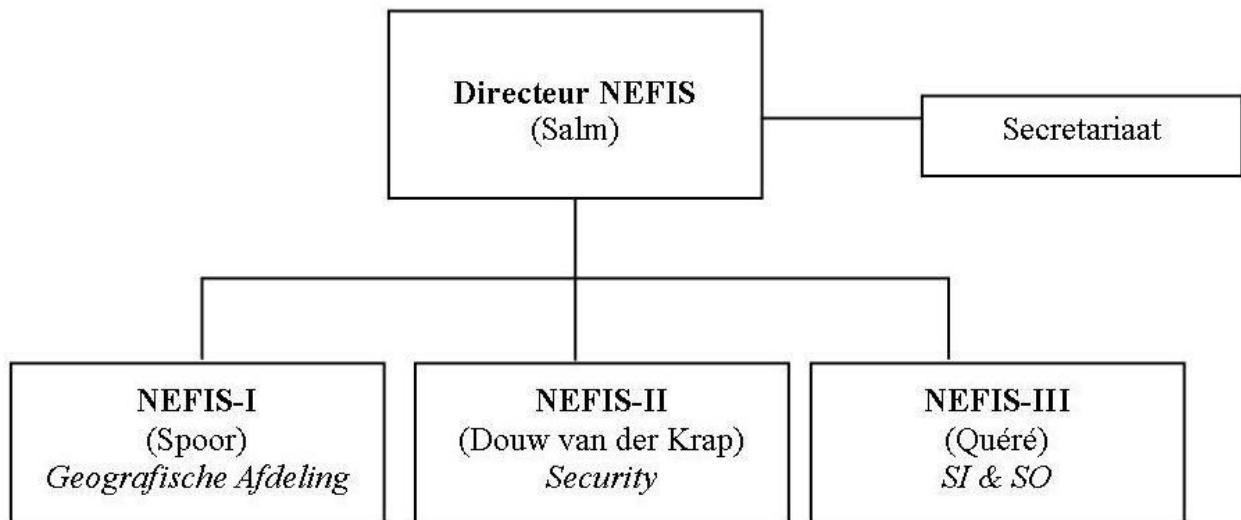 Directeur NEFIS
(Salm)
Secretariaat
NEFIS-I
(Spoor)
Geografische Afdeling
NEFIS-II
(Douw van der Krap)
Security
NEFIS-III
(Quéré)
SI & SO